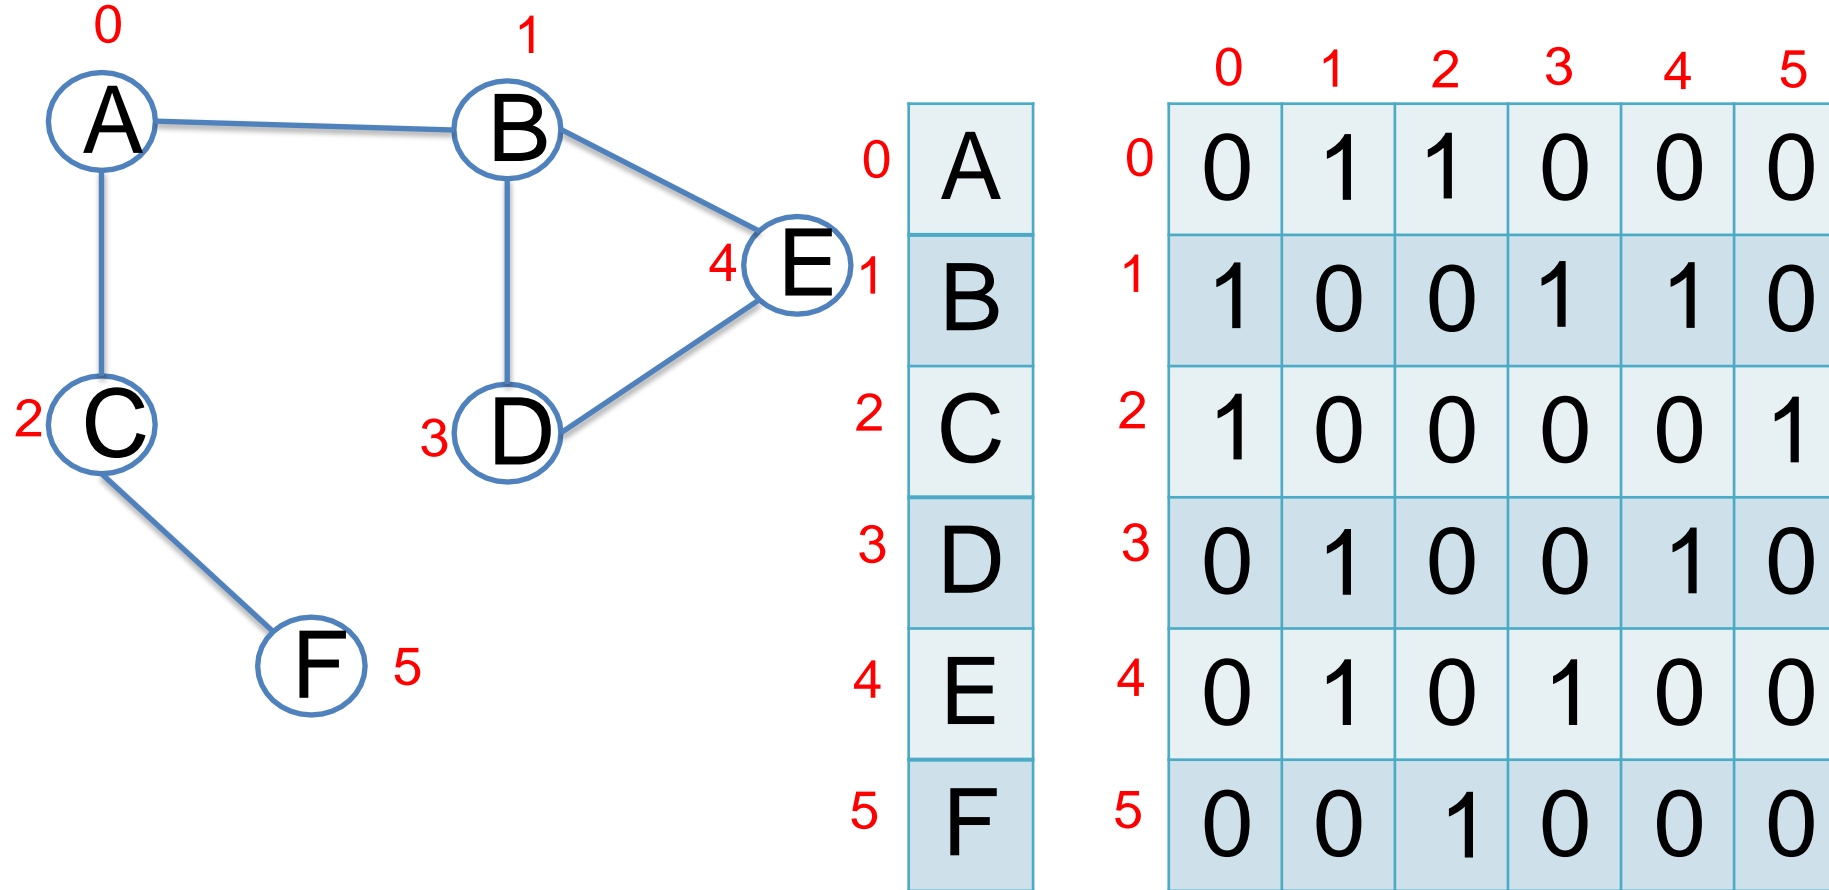 0 1
A B
4 E
2 C 3 D
F 5
0 A
1 B
2 C
3 D
4 E
5 F
0 1 2 3 4 5
0 0 1 1 0 0 0
1 1 0 0 1 1 0
2 1 0 0 0 0 1
3 0 1 0 0 1 0
4 0 1 0 1 0 0
5 0 0 1 0 0 0